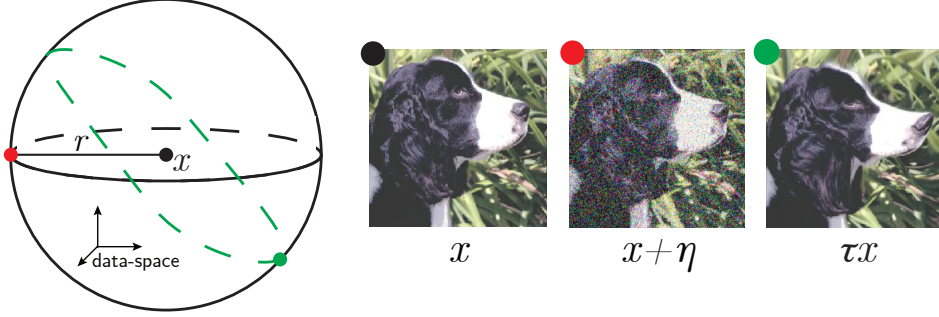 r
x
data-space
x
x+η
τx